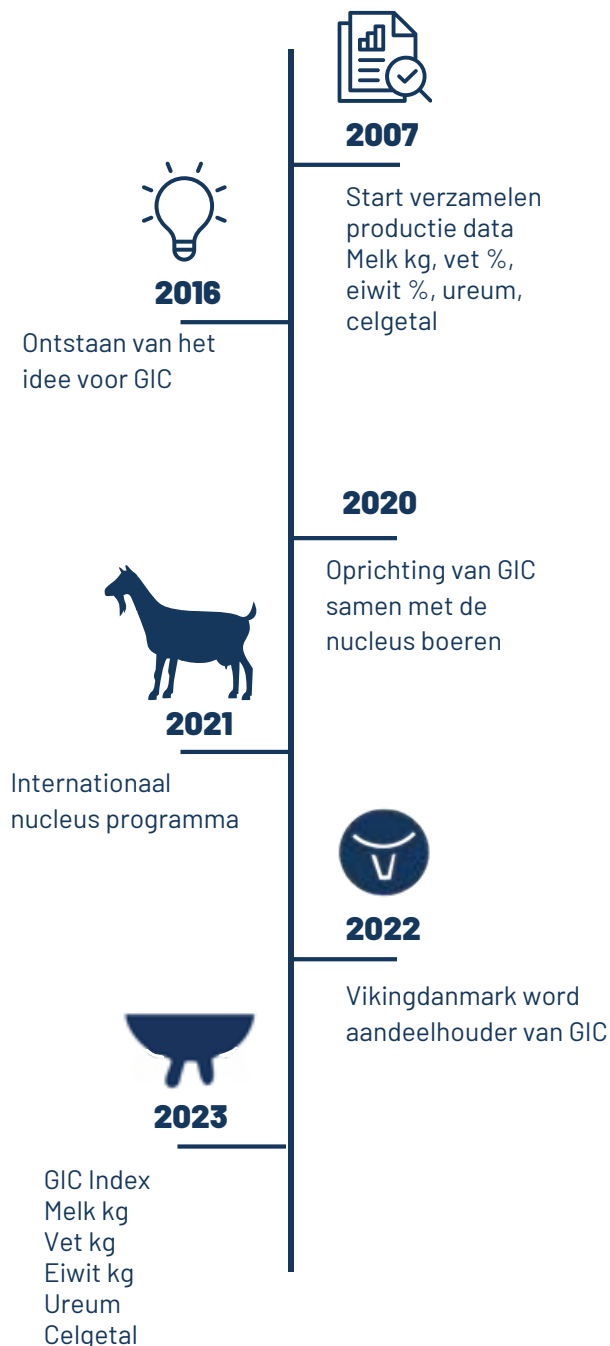 2007
Start verzamelen
productie data
Melk kg, vet %,
eiwit %, ureum,
celgetal
2016
Ontstaan van het
idee voor GIC
2020
Oprichting van GIC
samen met de
nucleus boeren
2021
Internationaal
nucleus programma
2022
Vikingdanmark word
aandeelhouder van GIC
2023
GIC Index
Melk kg
Vet kg
Eiwit kg
Ureum
Celgetal